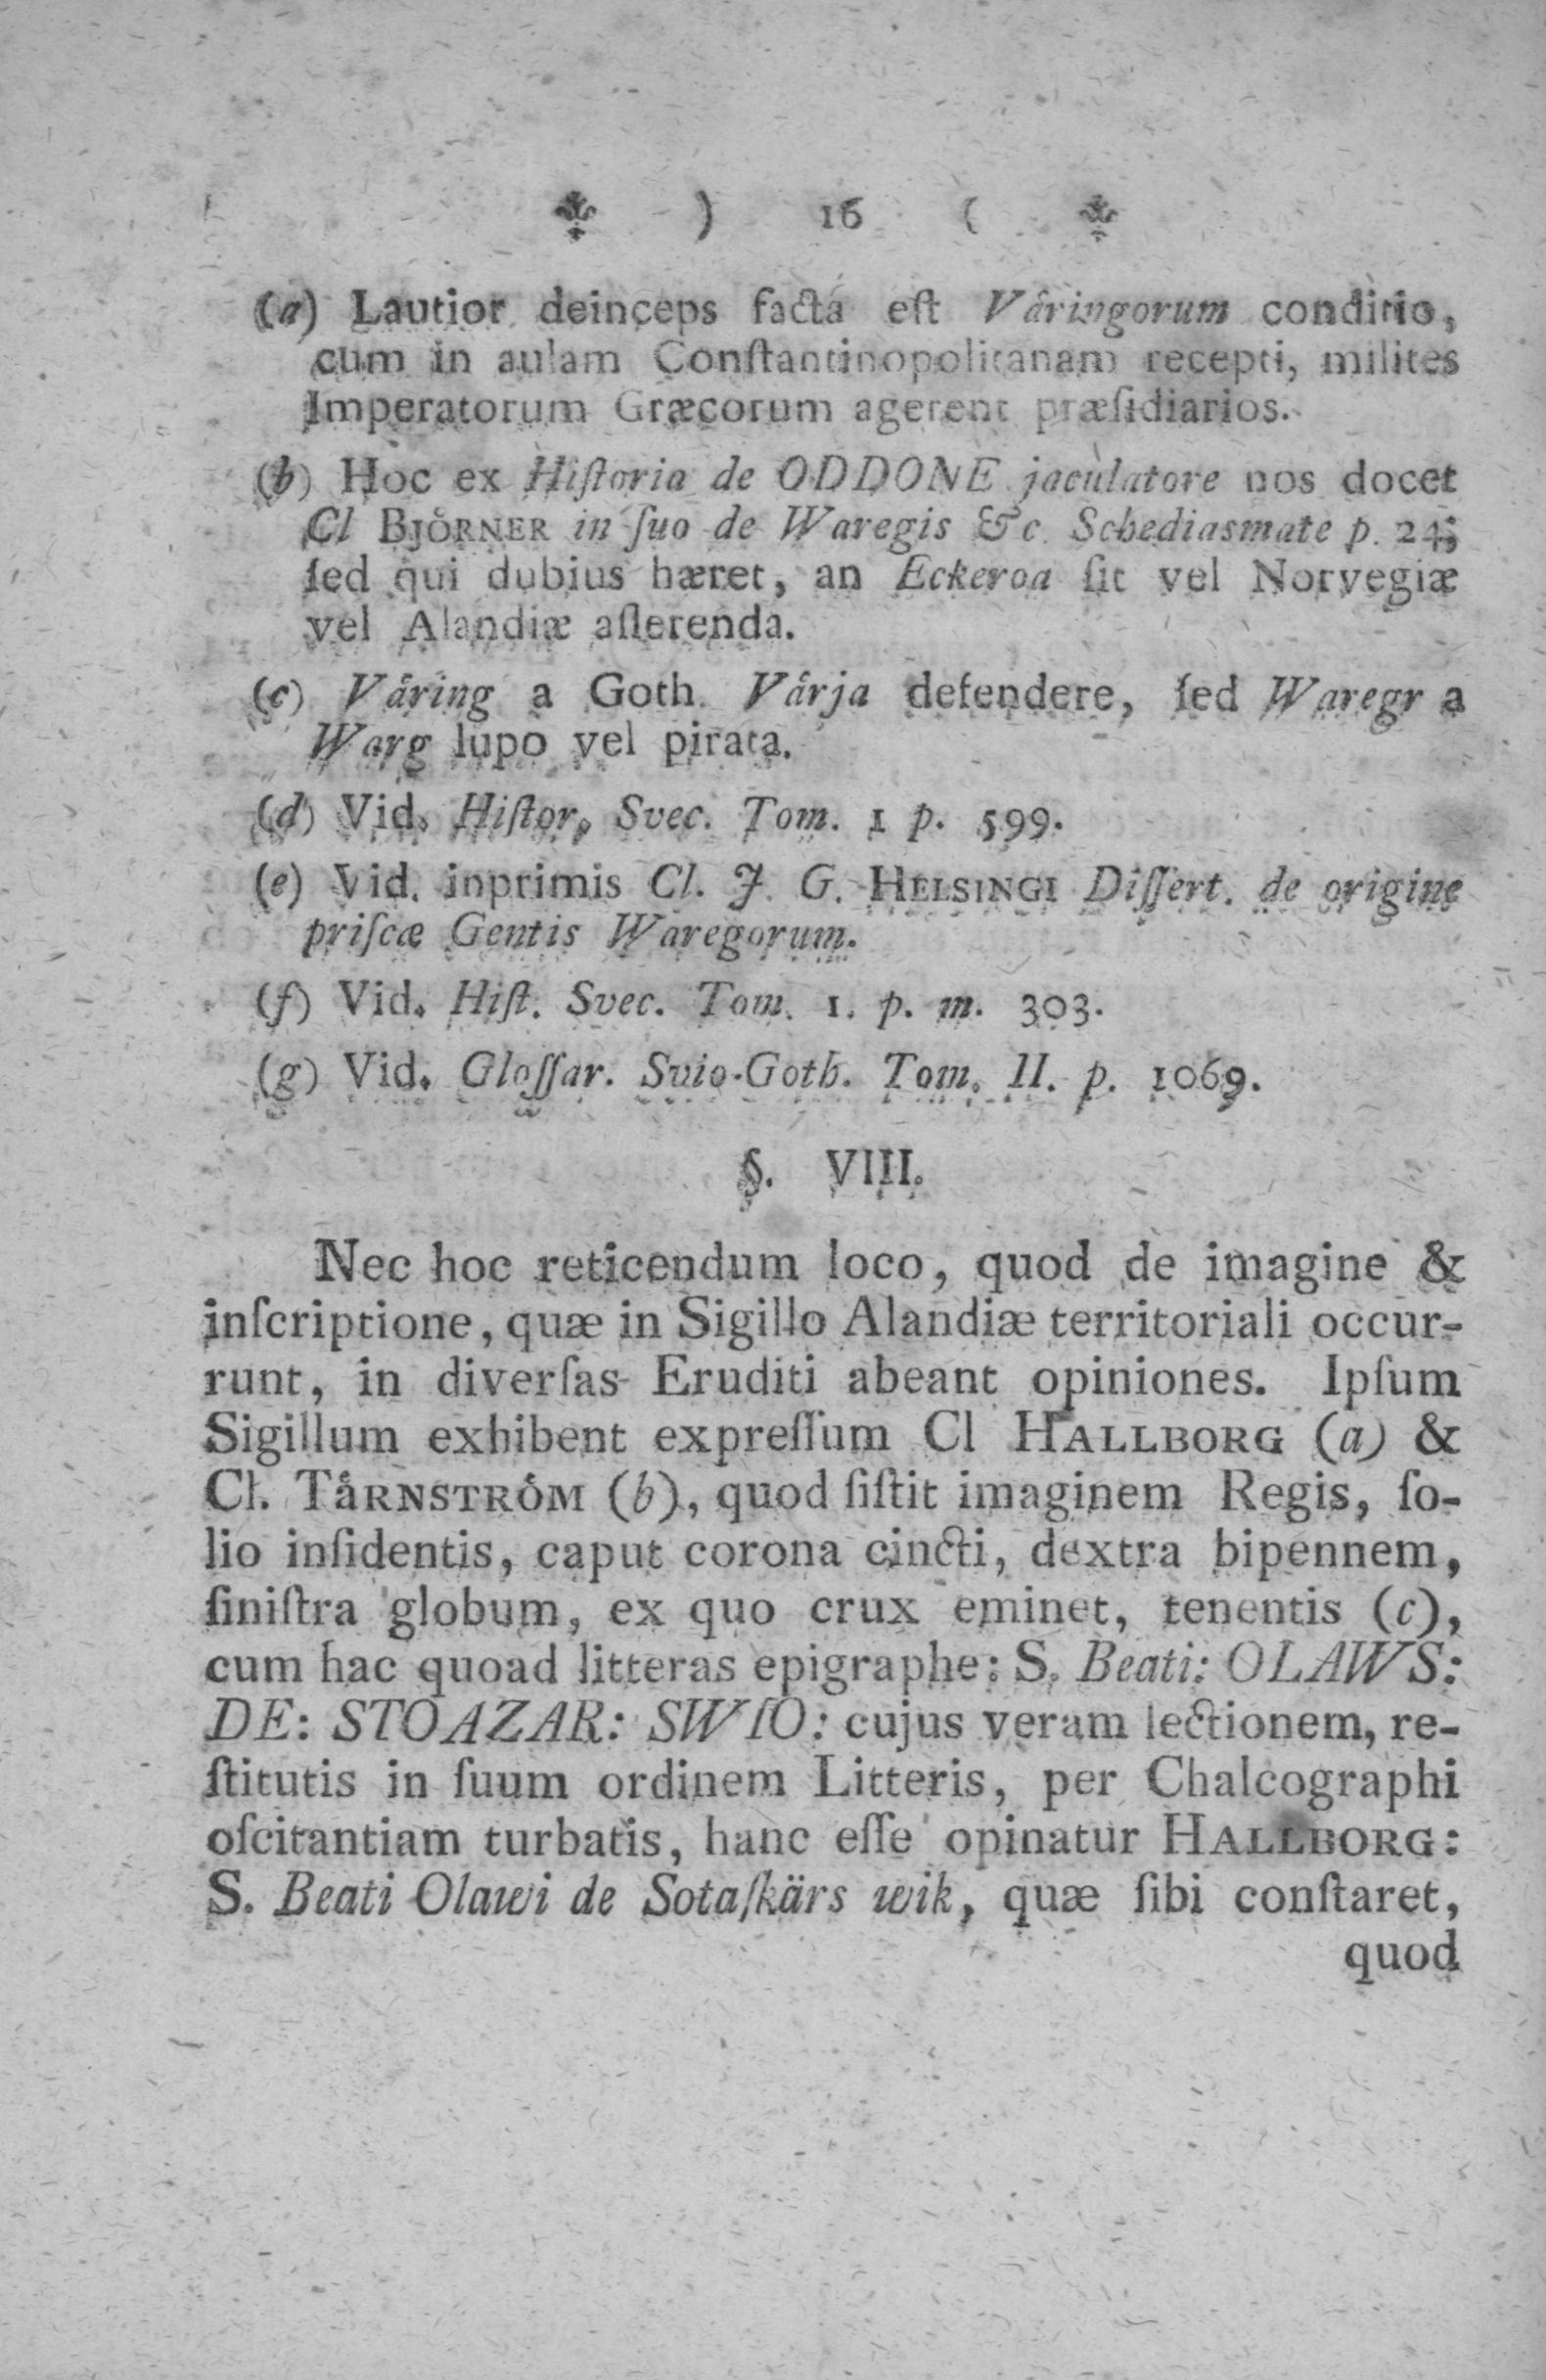 ) 16 (
(a) Lautior deinceps facta eſt Våringorum conditio,
cum in aulam Conſtantinopolitanam recepti, milites
Imperatorum Græcorum agerent præſidiarios.
(b) Hoc ex Hiſtoria de ODDONE jaculatore nos docet
Cl BJÖRNER in ſuo de Waregis &c. Schediasmate p. 24;
ſed qui dubius hæret, an Eckeroa ſit vel Norvegiæ
vel Alandiæ aſſerenda.
(c) Våring a Goth. Vårja defendere, ſed Waregr a
Warg lupo vel pirata.
(d) Vid. Hiſtor. Svec. Tom. 1 p. 599.
(e) Vid. inprimis Cl. J. G. HELSINGI Diſſert. de origine
priſcæ Gentis Waregorum.
(f) Vid. Hiſt. Svec. Tom. 1. p. m. 303.
(g) Vid. Gloſſar. Svio-Goth. Tom. II. p. 1069.
§. VIII.
Nec hoc reticendum loco, quod de imagine &
inſcriptione, quæ in Sigillo Alandiæ territoriali occur-
runt, in diverſas Eruditi abeant opiniones. Ipſum
Sigillum exhibent expreſſum Cl HALLBORG (a) &
Cl. TåRNSTRÖM (b), quod ſiſtit imaginem Regis, ſo-
lio inſidentis, caput corona cincti, dextra bipennem,
ſiniſtra globum, ex quo crux eminet, tenentis (c),
cum hac quoad litteras epigraphe: S. Beati: OLAWS:
DE: STOAZAR: SWIO: cujus veram lectionem, re-
ſtitutis in ſuum ordinem Litteris, per Chalcographi
oſcitantiam turbatis, hanc eſſe opinatur HALLBORG:
S. Beati Olawi de Sotaſkärs wik, quæ ſibi conſtaret,
quod